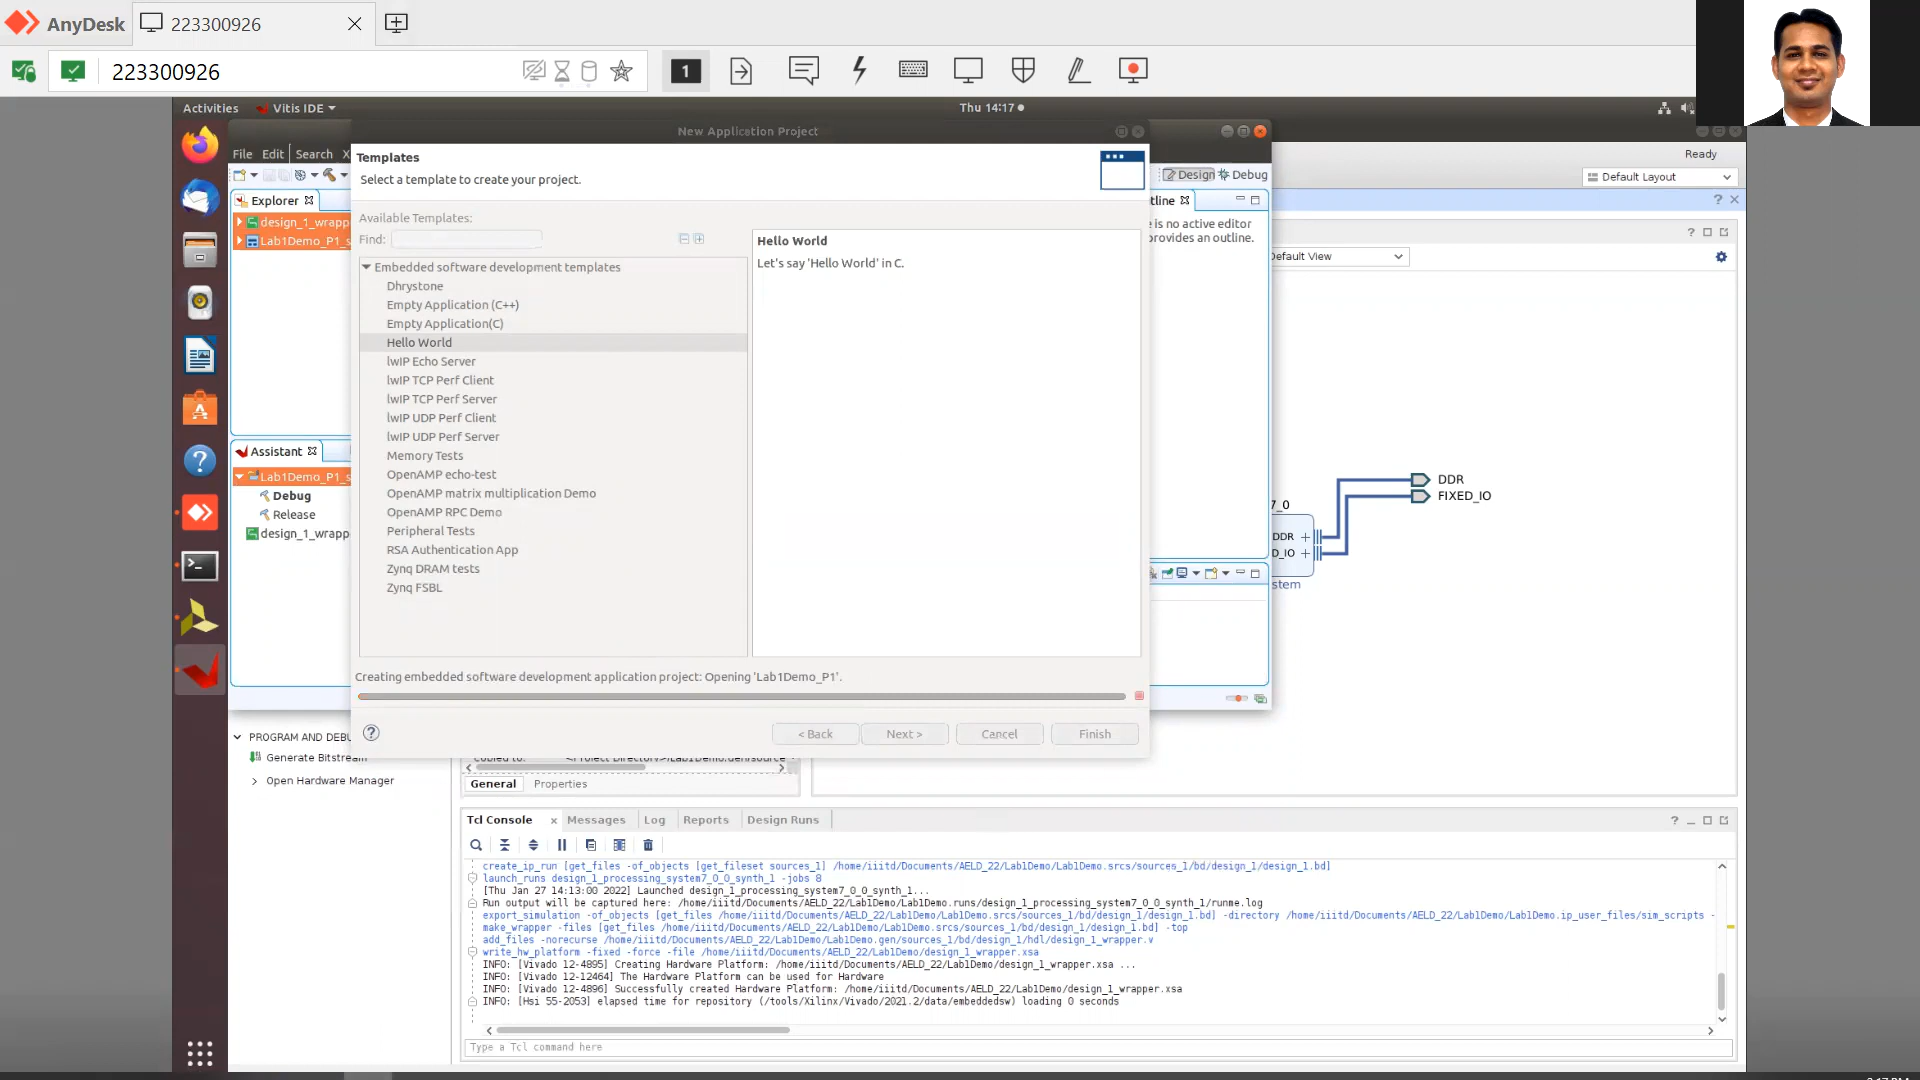 AnyDesk
223300926
223300926
1
Activities
Vitis IDE
Thu 14:17
New Application Project
File Edit Search X
Templates
Select a template to create your project.
Ready
Default Layout
Design
Debug
Explorer
design_1_wrapp
Lab1Demo_P1_s
Available Templates:
Find:
Embedded software development templates
Dhrystone
Empty Application (C++)
Empty Application(C)
Hello World
lwIP Echo Server
lwIP TCP Perf Client
lwIP TCP Perf Server
lwIP UDP Perf Client
lwIP UDP Perf Server
Memory Tests
OpenAMP echo-test
OpenAMP matrix multiplication Demo
OpenAMP RPC Demo
Peripheral Tests
RSA Authentication App
Zynq DRAM tests
Zynq FSBL
Hello World
Let's say 'Hello World' in C.
tline
e is no active editor
provides an outline.
Default View
Assistant
Lab1Demo_P1_s
Debug
Release
design_1_wrapp
7_0
DDR
D_IO
stem
DDR
FIXED_IO
Creating embedded software development application project: Opening 'Lab1Demo_P1'.
< Back
Next >
Cancel
Finish
PROGRAM AND DEBU
Generate Bitstream
Open Hardware Manager
Copied to: <Project Directory>/Lab1Demo.gen/source
General
Properties
Tcl Console
Messages
Log
Reports
Design Runs
create_ip_run [get_files -of_objects [get_fileset sources_1] /home/iiitd/Documents/AELD_22/Lab1Demo/Lab1Demo.srcs/sources_1/bd/design_1/design_1.bd]
launch_runs design_1_processing_system7_0_0_synth_1 -jobs 8
[Thu Jan 27 14:13:00 2022] Launched design_1_processing_system7_0_0_synth_1...
Run output will be captured here: /home/iiitd/Documents/AELD_22/Lab1Demo/Lab1Demo.runs/design_1_processing_system7_0_0_synth_1/runme.log
export_simulation -of_objects [get_files /home/iiitd/Documents/AELD_22/Lab1Demo/Lab1Demo.srcs/sources_1/bd/design_1/design_1.bd] -directory /home/iiitd/Documents/AELD_22/Lab1Demo/Lab1Demo.ip_user_files/sim_scripts -
make_wrapper -files [get_files /home/iiitd/Documents/AELD_22/Lab1Demo/Lab1Demo.srcs/sources_1/bd/design_1/design_1.bd] -top
add_files -norecurse /home/iiitd/Documents/AELD_22/Lab1Demo/Lab1Demo.gen/sources_1/bd/design_1/hdl/design_1_wrapper.v
write_hw_platform -fixed -force -file /home/iiitd/Documents/AELD_22/Lab1Demo/design_1_wrapper.xsa
INFO: [Vivado 12-4895] Creating Hardware Platform: /home/iiitd/Documents/AELD_22/Lab1Demo/design_1_wrapper.xsa ...
INFO: [Vivado 12-12464] The Hardware Platform can be used for Hardware
INFO: [Vivado 12-4896] Successfully created Hardware Platform: /home/iiitd/Documents/AELD_22/Lab1Demo/design_1_wrapper.xsa
INFO: [Hsi 55-2053] elapsed time for repository (/tools/Xilinx/Vivado/2021.2/data/embeddedsw) loading 0 seconds
Type a Tcl command here